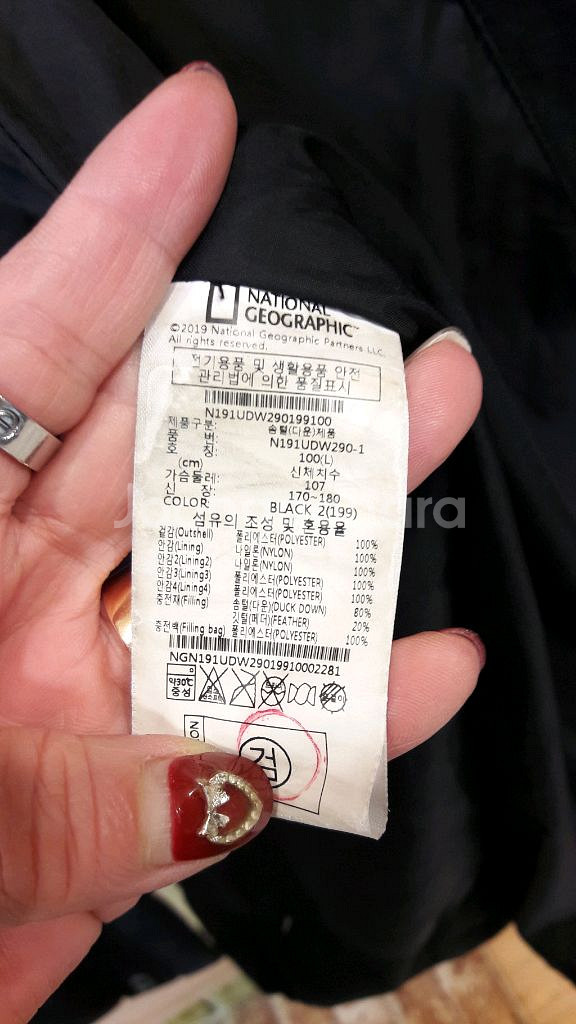 NATIONAL
GEOGRAPHIC™
©2019 National Geographic Partners LLC.
All rights reserved.
전기용품 및 생활용품 안전
관리법에 의한 품질표시
N191UDW290199100
제품구분: 솜털(다운)제품
품 번: N191UDW290-1
호 칭: 100(L)
(cm) 신체치수
가슴둘레: 107
신 장: 170~180
COLOR: BLACK 2(199)
섬유의 조성 및 혼용율
겉감(Outshell) 폴리에스터(POLYESTER) 100%
안감(Lining) 나일론(NYLON) 100%
안감2(Lining2) 나일론(NYLON) 100%
안감3(Lining3) 폴리에스터(POLYESTER) 100%
안감4(Lining4) 폴리에스터(POLYESTER) 100%
충전재(Filling) 솜털(다운)(DUCK DOWN) 80%
깃털(페더)(FEATHER) 20%
충전백(Filling bag) 폴리에스터(POLYESTER) 100%
NGN191UDW29019910002281
약30℃
중성
NO